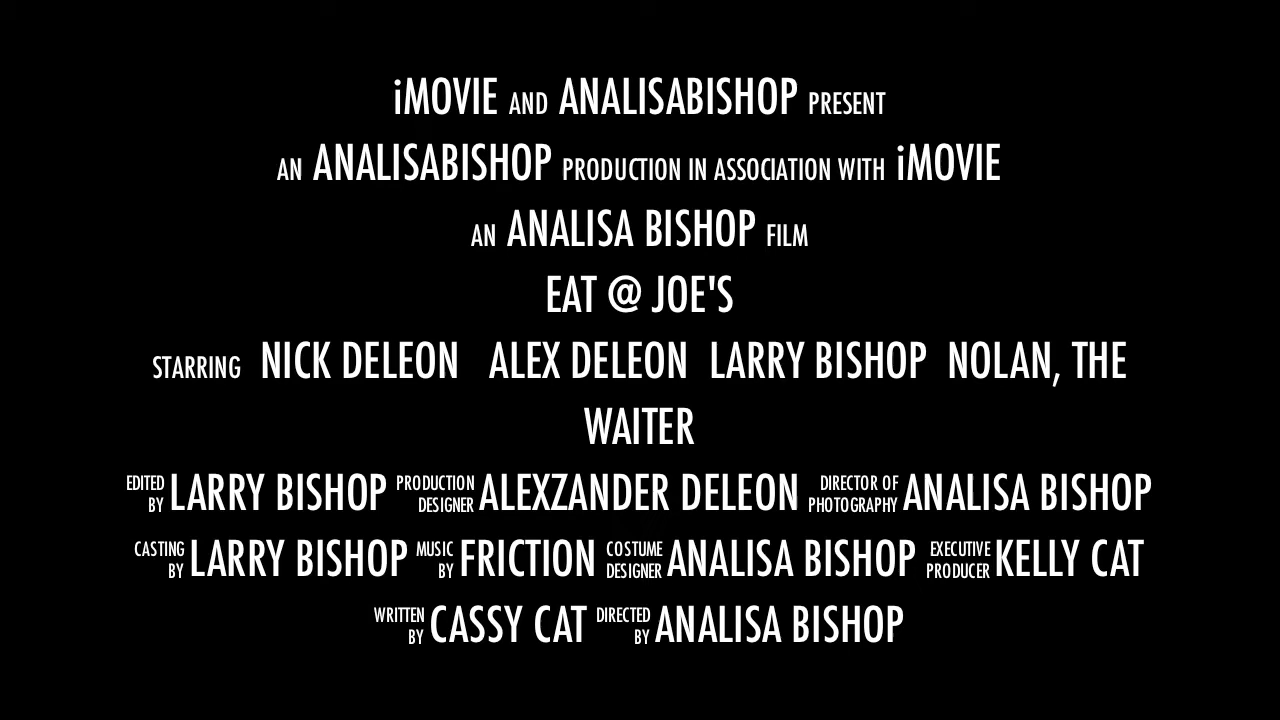 iMOVIE AND ANALISABISHOP PRESENT
AN ANALISABISHOP PRODUCTION IN ASSOCIATION WITH iMOVIE
AN ANALISA BISHOP FILM
EAT @ JOE'S
STARRING NICK DELEON ALEX DELEON LARRY BISHOP NOLAN, THE
WAITER
EDITED BY LARRY BISHOP PRODUCTION DESIGNER ALEXZANDER DELEON DIRECTOR OF PHOTOGRAPHY ANALISA BISHOP
CASTING BY LARRY BISHOP MUSIC BY FRICTION COSTUME DESIGNER ANALISA BISHOP EXECUTIVE PRODUCER KELLY CAT
WRITTEN BY CASSY CAT DIRECTED BY ANALISA BISHOP